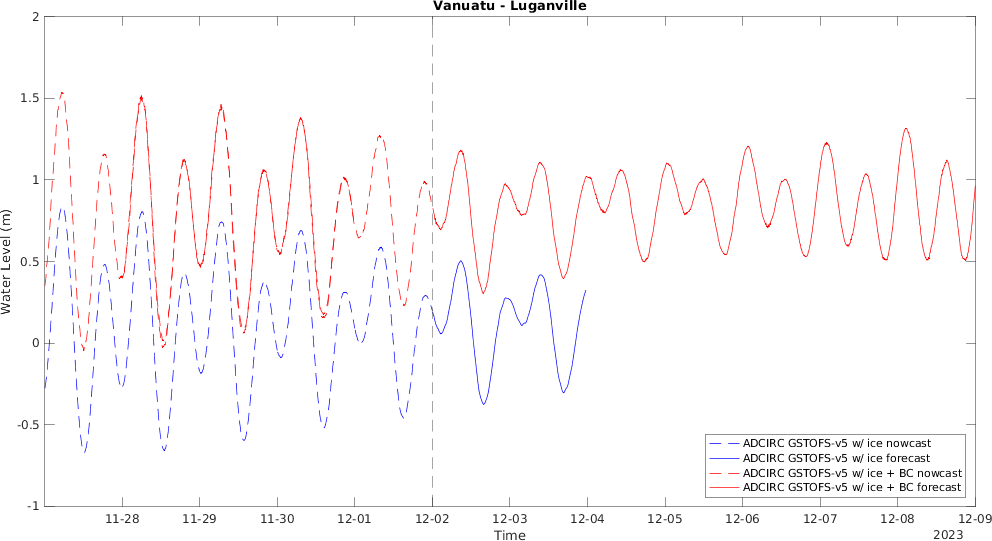 Vanuatu - Luganville
2
1.5
1
0.5
0
-0.5
-1
Water Level (m)
ADCIRC GSTOFS-v5 w/ ice nowcast
ADCIRC GSTOFS-v5 w/ ice forecast
ADCIRC GSTOFS-v5 w/ ice + BC nowcast
ADCIRC GSTOFS-v5 w/ ice + BC forecast
11-28 11-29 11-30 12-01 12-02 12-03 12-04 12-05 12-06 12-07 12-08 12-09
Time
2023